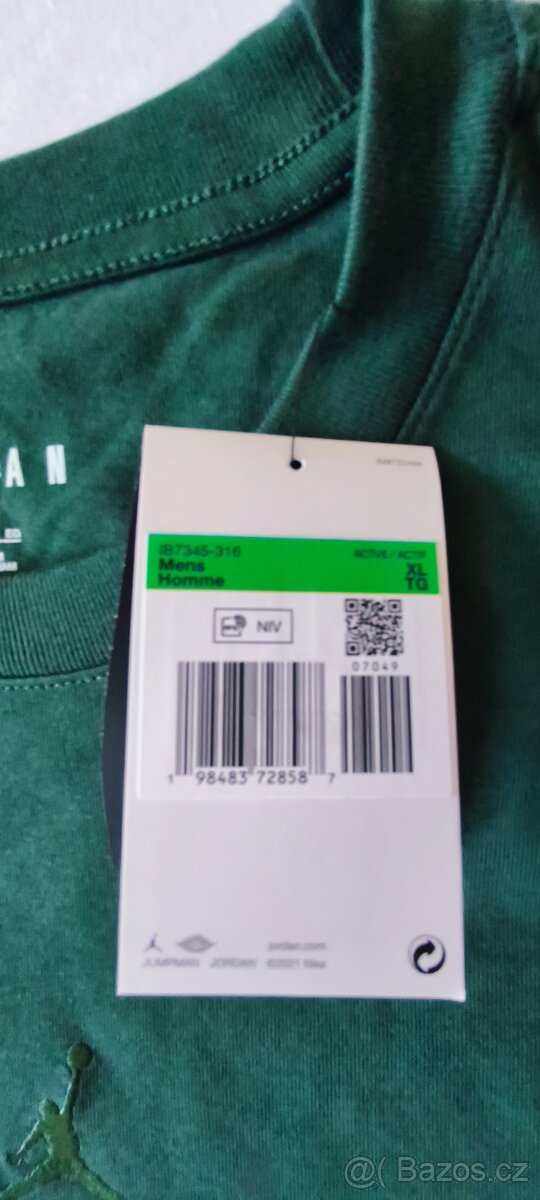 A N
IB7345-316 ACTIVE / ACTIF
Mens XL
Homme TG
NIV
07049
1 98483 72858 7
jordan.com
JUMPMAN JORDAN ©2021 Nike
@( Bazos.cz